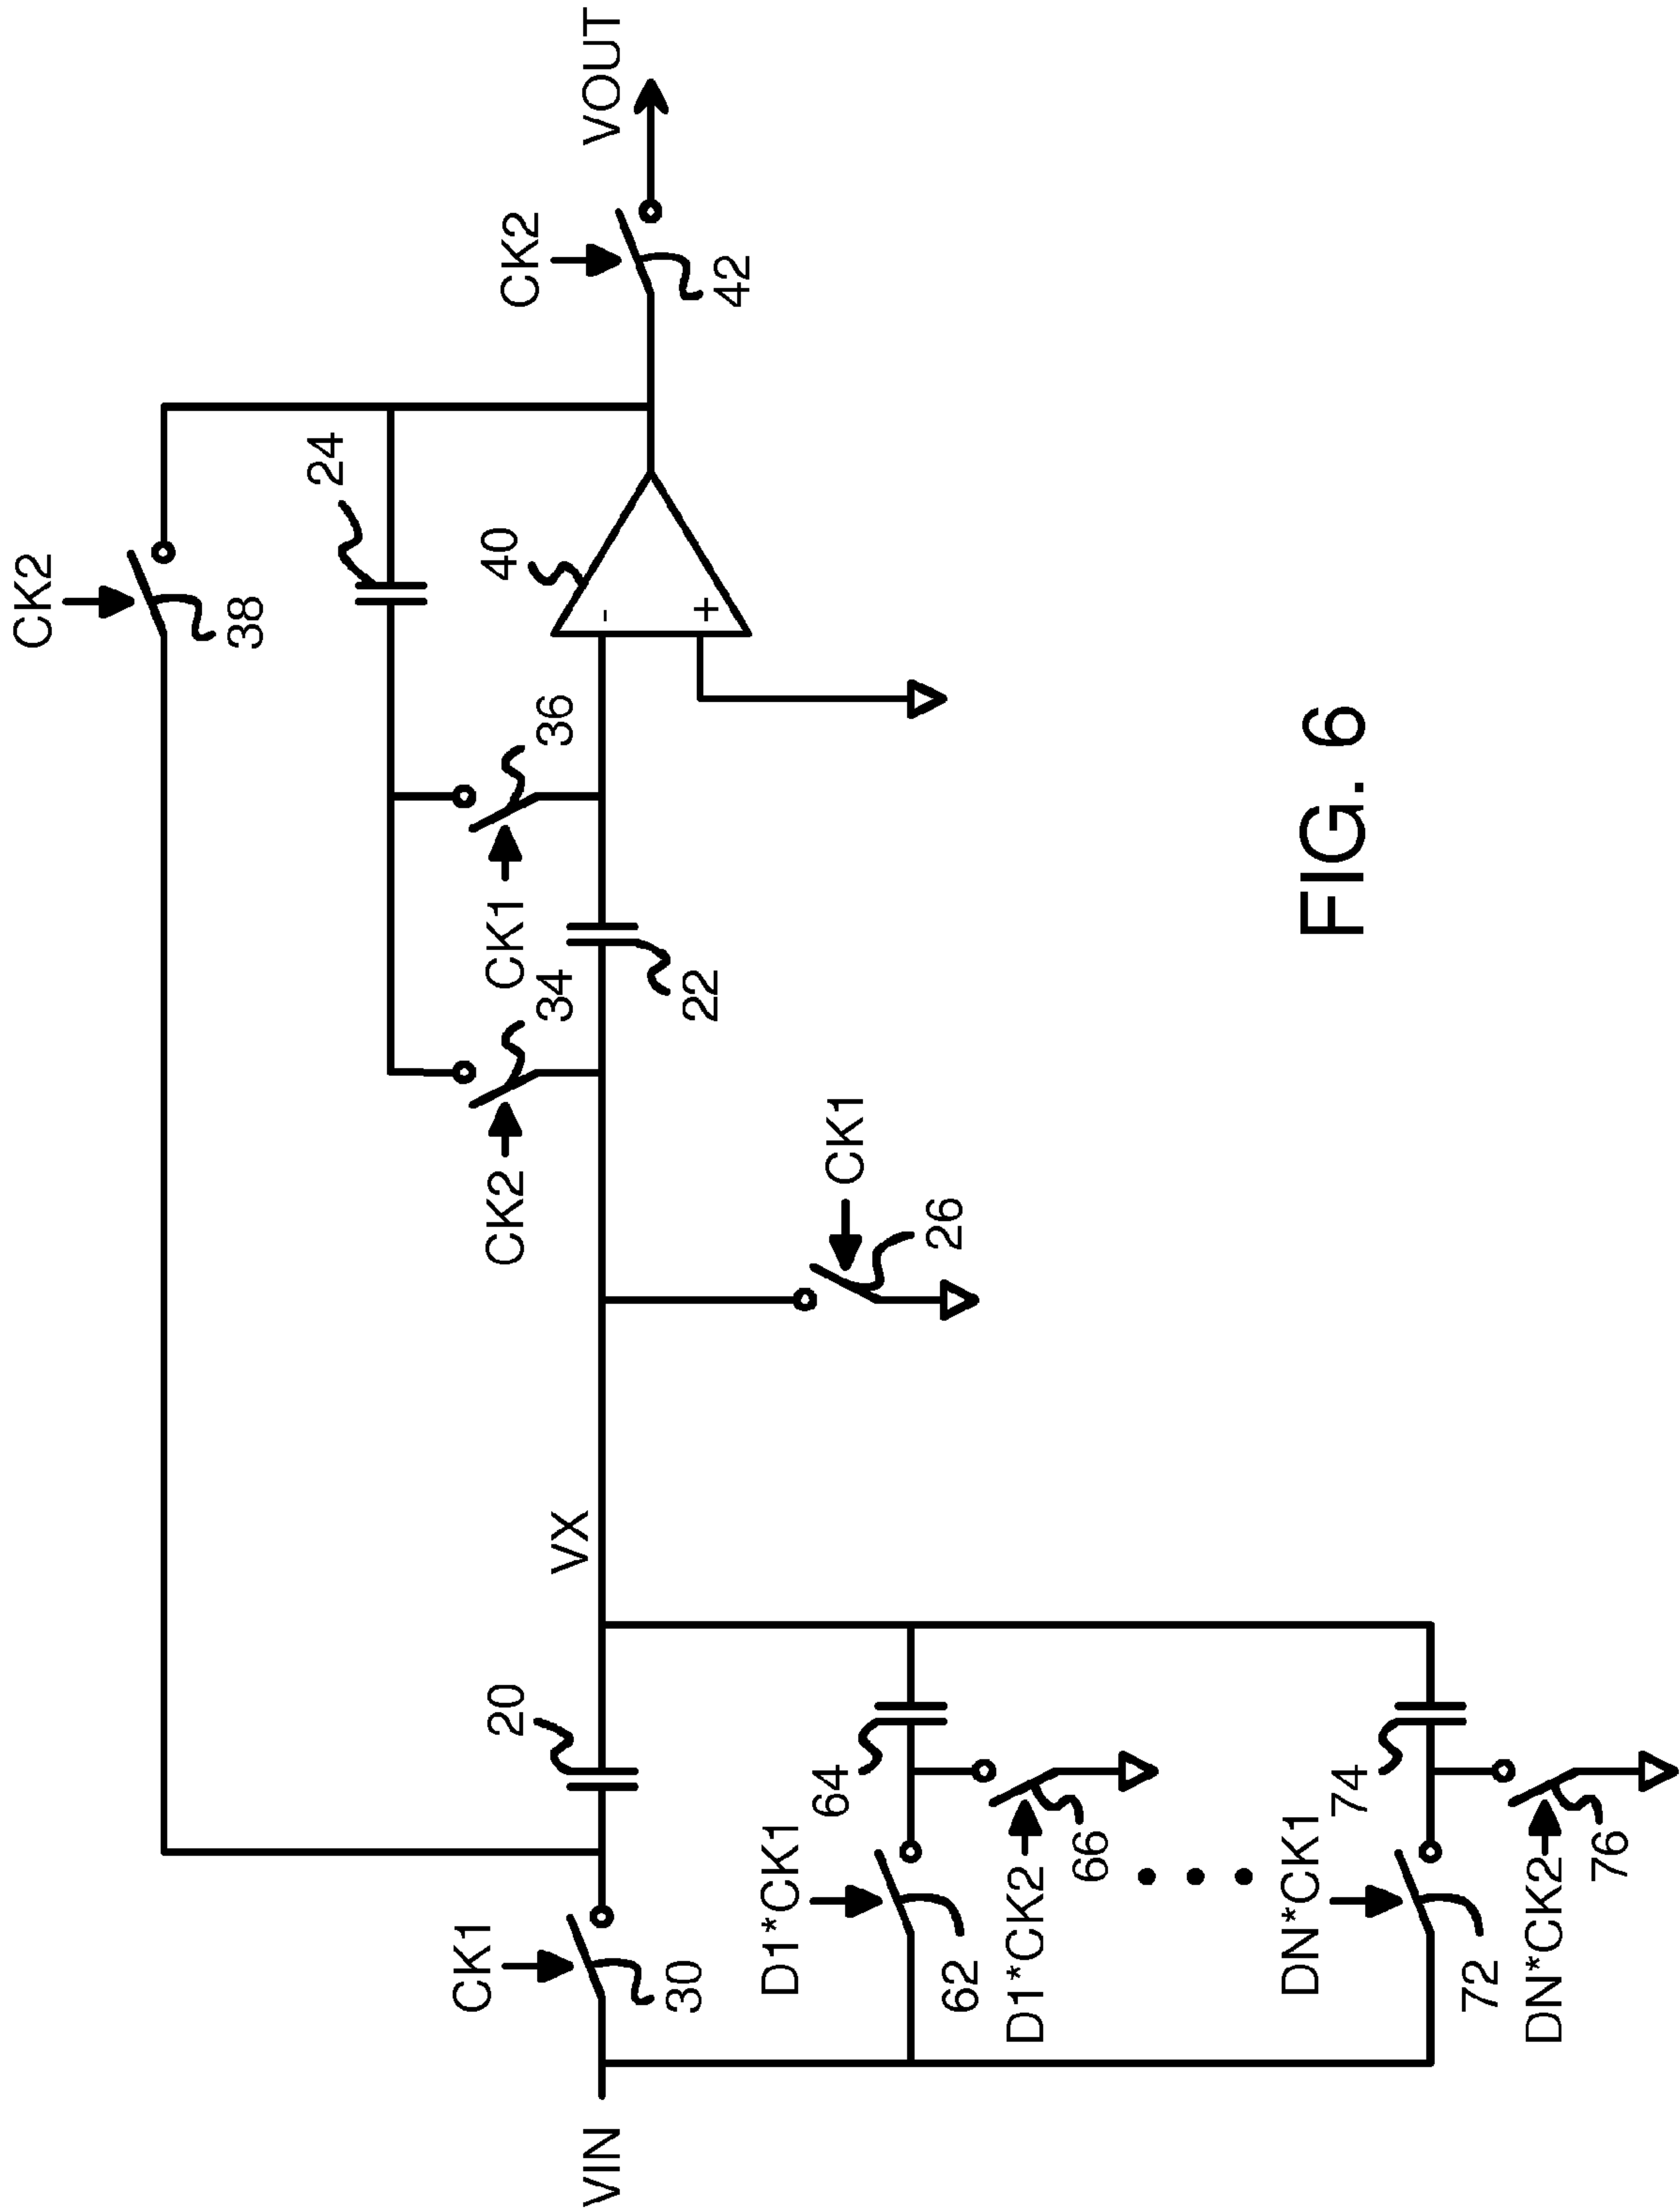 CK2
38
24
CK2
VOUT
42
40
-
+
CK2
34
CK1
36
22
VX
CK1
26
CK1
20
VIN
30
D1*CK1
64
62
D1*CK2
66
DN*CK1
74
72
DN*CK2
76
FIG. 6